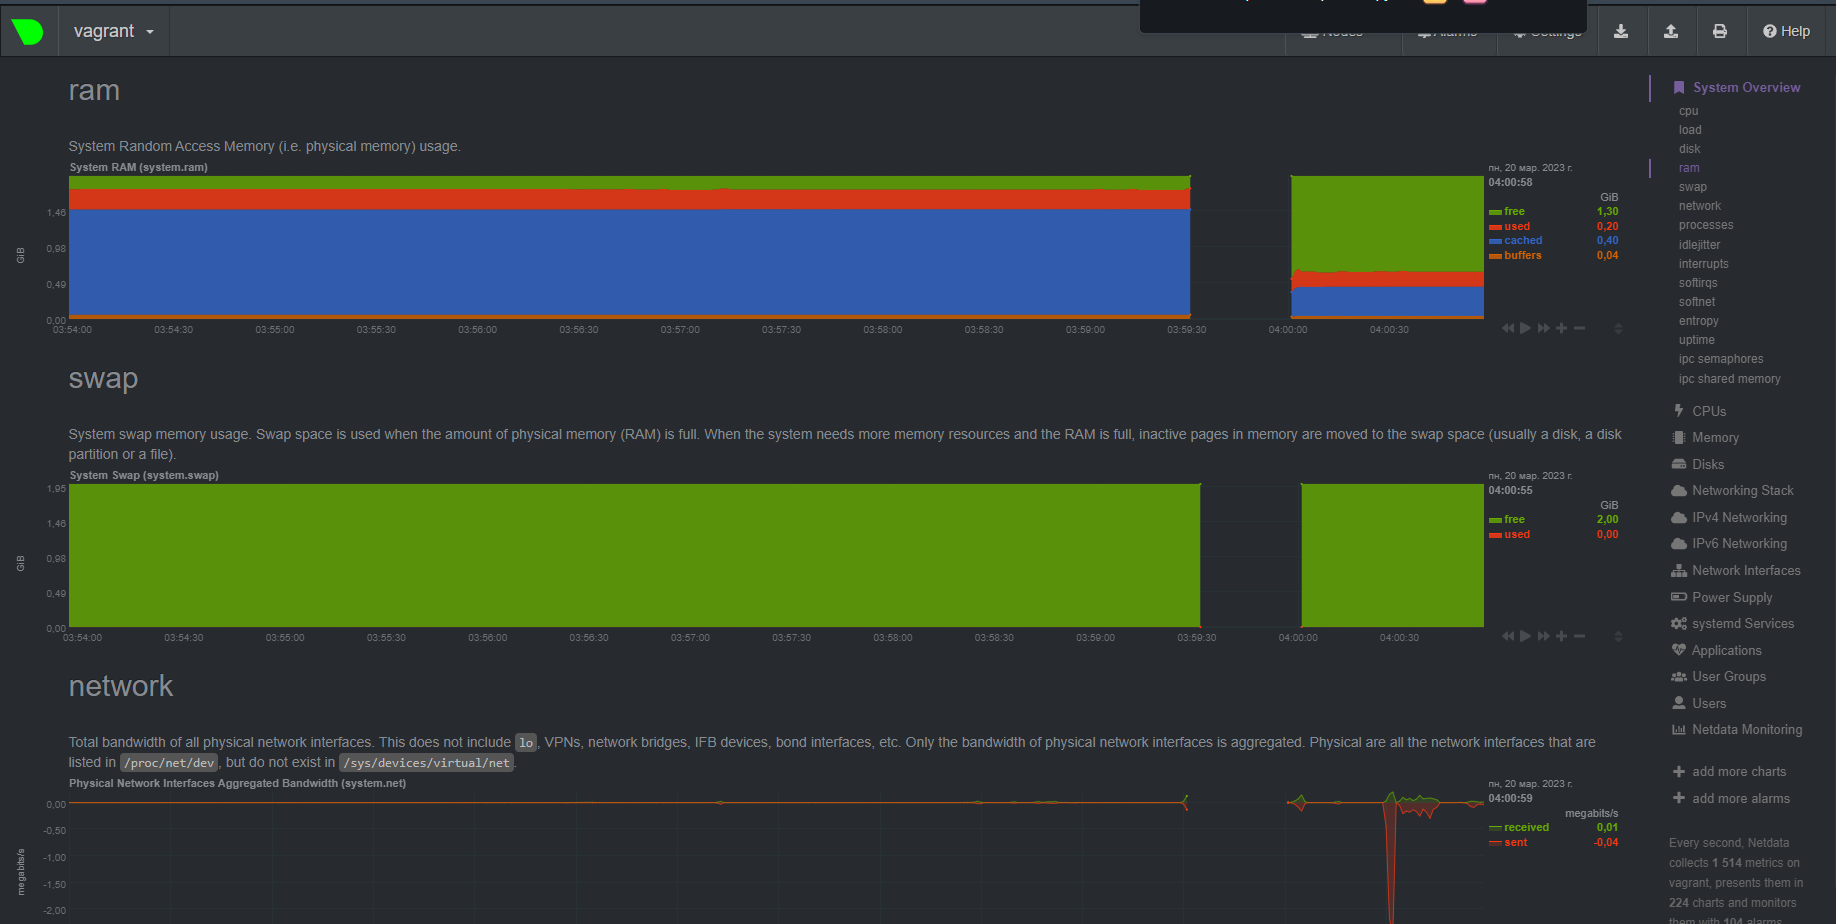 vagrant
Help
ram
System Random Access Memory (i.e. physical memory) usage.
System RAM (system.ram)
пн, 20 мар. 2023 г.
04:00:58
GiB
free 1,30
used 0,20
cached 0,40
buffers 0,04
GiB
1,46
0,98
0,49
0,00
03:54:00 03:54:30 03:55:00 03:55:30 03:56:00 03:56:30 03:57:00 03:57:30 03:58:00 03:58:30 03:59:00 03:59:30 04:00:00 04:00:30
swap
System swap memory usage. Swap space is used when the amount of physical memory (RAM) is full. When the system needs more memory resources and the RAM is full, inactive pages in memory are moved to the swap space (usually a disk, a disk
partition or a file).
System Swap (system.swap)
пн, 20 мар. 2023 г.
04:00:55
GiB
free 2,00
used 0,00
GiB
1,95
1,46
0,98
0,49
0,00
03:54:00 03:54:30 03:55:00 03:55:30 03:56:00 03:56:30 03:57:00 03:57:30 03:58:00 03:58:30 03:59:00 03:59:30 04:00:00 04:00:30
network
Total bandwidth of all physical network interfaces. This does not include lo, VPNs, network bridges, IFB devices, bond interfaces, etc. Only the bandwidth of physical network interfaces is aggregated. Physical are all the network interfaces that are
listed in /proc/net/dev, but do not exist in /sys/devices/virtual/net.
Physical Network Interfaces Aggregated Bandwidth (system.net)
пн, 20 мар. 2023 г.
04:00:59
megabits/s
received 0,01
sent -0,04
megabits/s
0,00
-0,50
-1,00
-1,50
-2,00
System Overview
cpu
load
disk
ram
swap
network
processes
idlejitter
interrupts
softirqs
softnet
entropy
uptime
ipc semaphores
ipc shared memory
CPUs
Memory
Disks
Networking Stack
IPv4 Networking
IPv6 Networking
Network Interfaces
Power Supply
systemd Services
Applications
User Groups
Users
Netdata Monitoring
add more charts
add more alarms
Every second, Netdata
collects 1 514 metrics on
vagrant, presents them in
224 charts and monitors
them with 104 alarms.